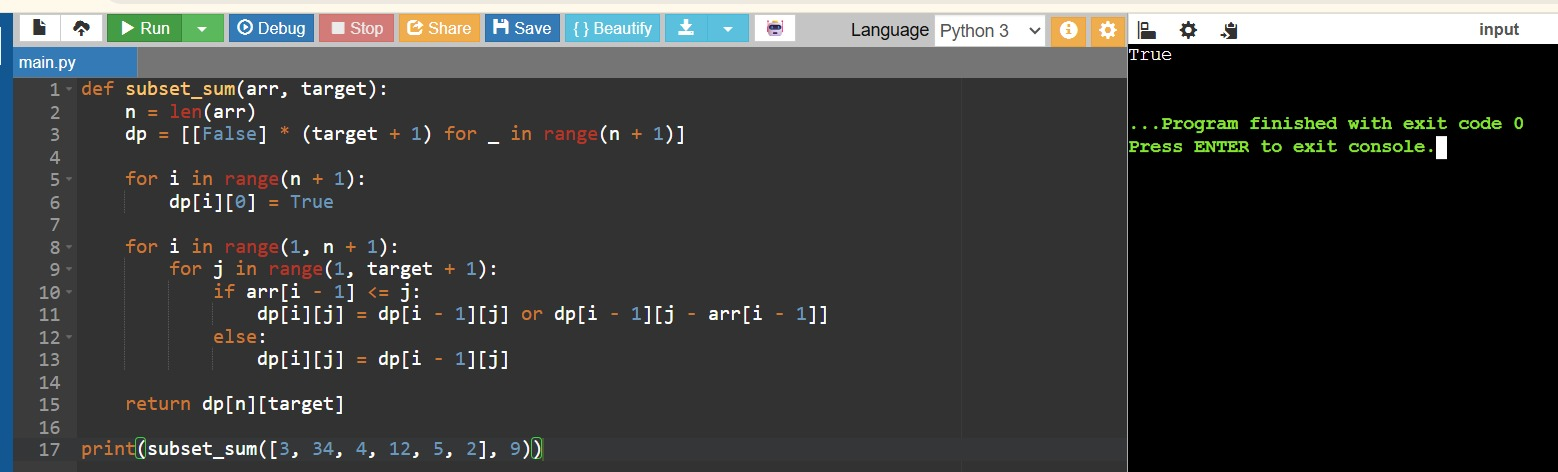 Run Debug Stop Share Save { } Beautify Language Python 3 input
main.py
1 def subset_sum(arr, target):
2     n = len(arr)
3     dp = [[False] * (target + 1) for _ in range(n + 1)]
4
5     for i in range(n + 1):
6         dp[i][0] = True
7
8     for i in range(1, n + 1):
9         for j in range(1, target + 1):
10             if arr[i - 1] <= j:
11                 dp[i][j] = dp[i - 1][j] or dp[i - 1][j - arr[i - 1]]
12             else:
13                 dp[i][j] = dp[i - 1][j]
14
15     return dp[n][target]
16
17 print(subset_sum([3, 34, 4, 12, 5, 2], 9))
True
...Program finished with exit code 0
Press ENTER to exit console.